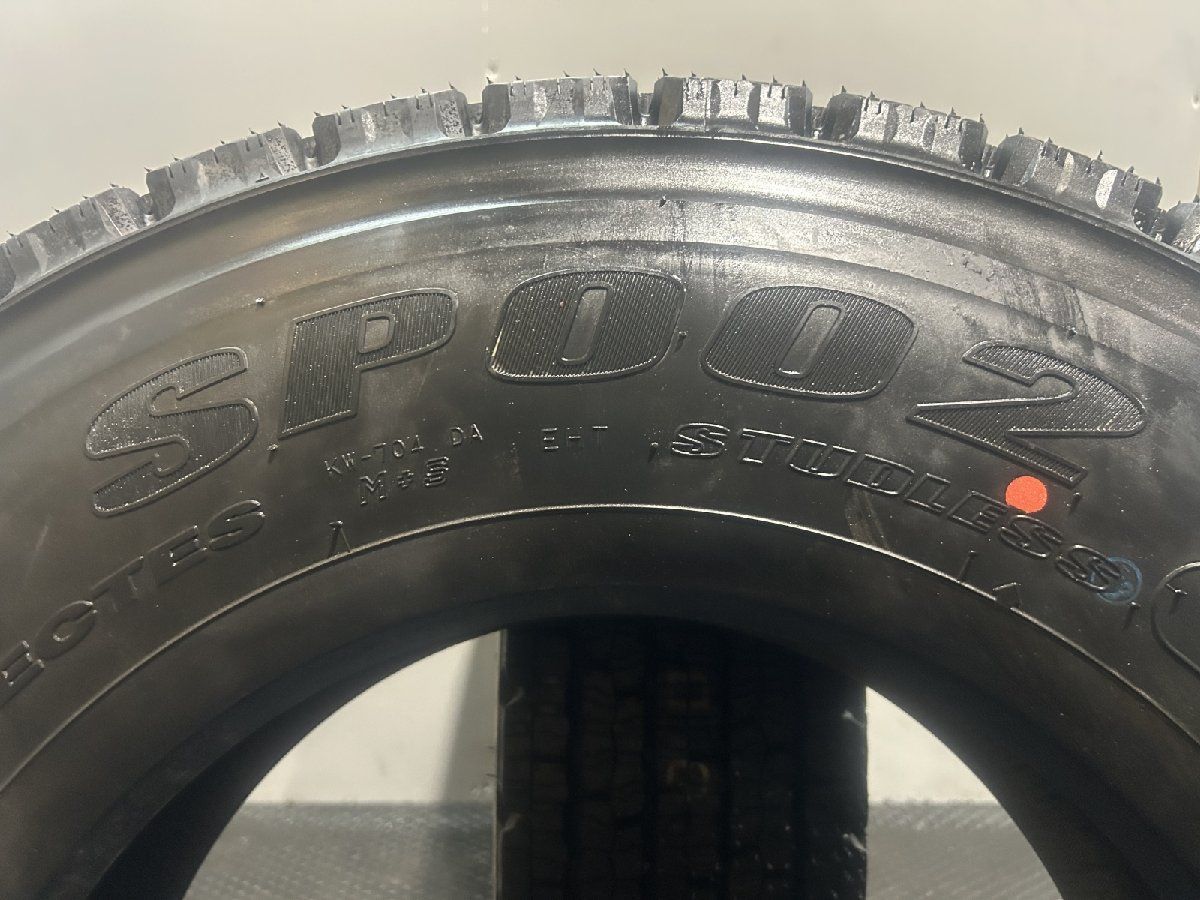 SP002
KW-704 DA EHT STUDLESS
M+S
ECTES